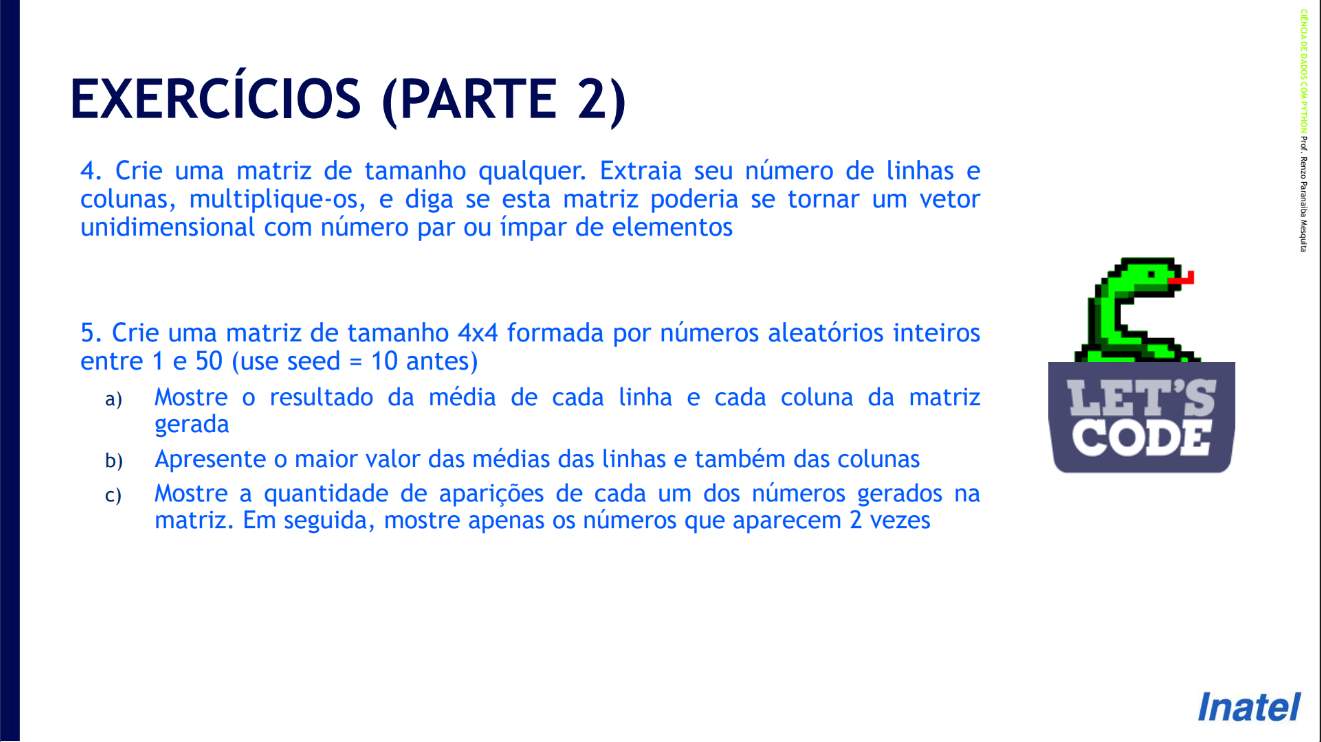 CIÊNCIA DE DADOS COM PYTHON Prof. Renzo Paranaíba Mesquita
EXERCÍCIOS (PARTE 2)
4. Crie uma matriz de tamanho qualquer. Extraia seu número de linhas e
colunas, multiplique-os, e diga se esta matriz poderia se tornar um vetor
unidimensional com número par ou ímpar de elementos
5. Crie uma matriz de tamanho 4x4 formada por números aleatórios inteiros
entre 1 e 50 (use seed = 10 antes)
a) Mostre o resultado da média de cada linha e cada coluna da matriz
gerada
b) Apresente o maior valor das médias das linhas e também das colunas
c) Mostre a quantidade de aparições de cada um dos números gerados na
matriz. Em seguida, mostre apenas os números que aparecem 2 vezes
LET'S
CODE
Inatel